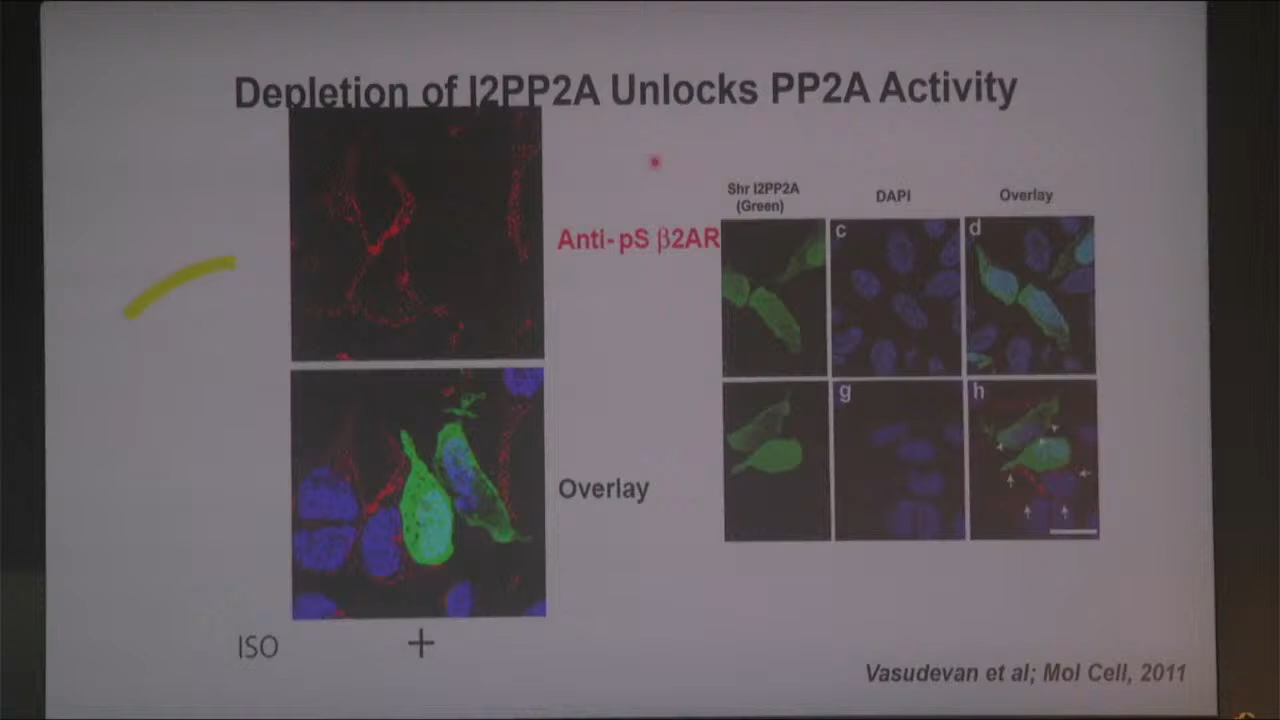 Depletion of I2PP2A Unlocks PP2A Activity
Anti-pS β2AR
Overlay
ISO +
Shr I2PP2A
(Green)
DAPI
Overlay
c
d
g
h
Vasudevan et al; Mol Cell, 2011